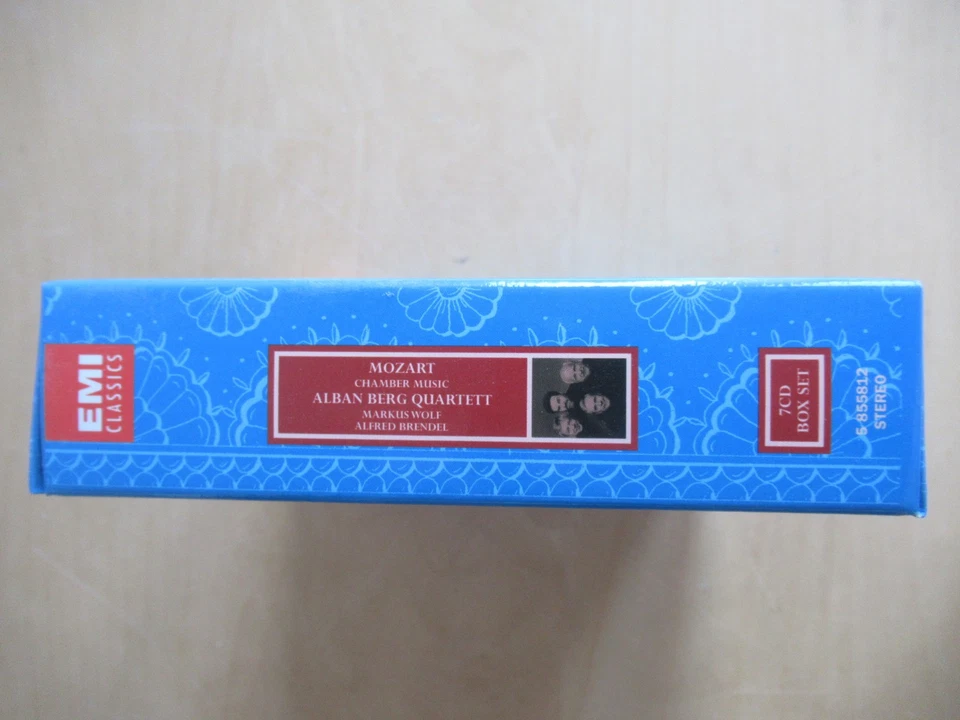 EMI
CLASSICS
MOZART
CHAMBER MUSIC
ALBAN BERG QUARTETT
MARKUS WOLF
ALFRED BRENDEL
7CD
BOX SET
5 855812
STEREO